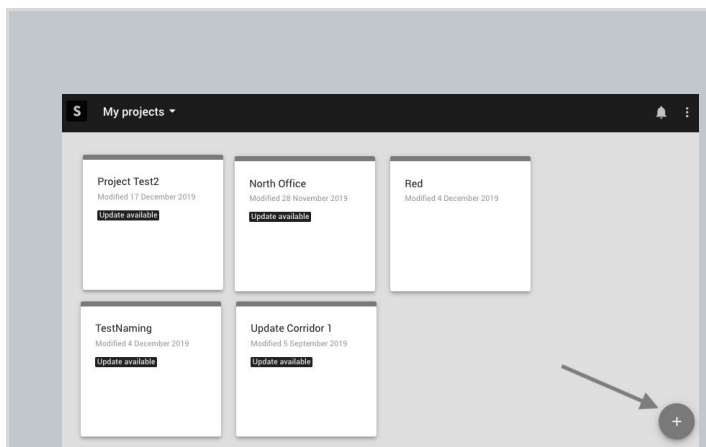 S My projects
Project Test2
Modified 17 December 2019
Update available
North Office
Modified 28 November 2019
Update available
Red
Modified 4 December 2019
TestNaming
Modified 4 December 2019
Update available
Update Corridor 1
Modified 5 September 2019
Update available
+